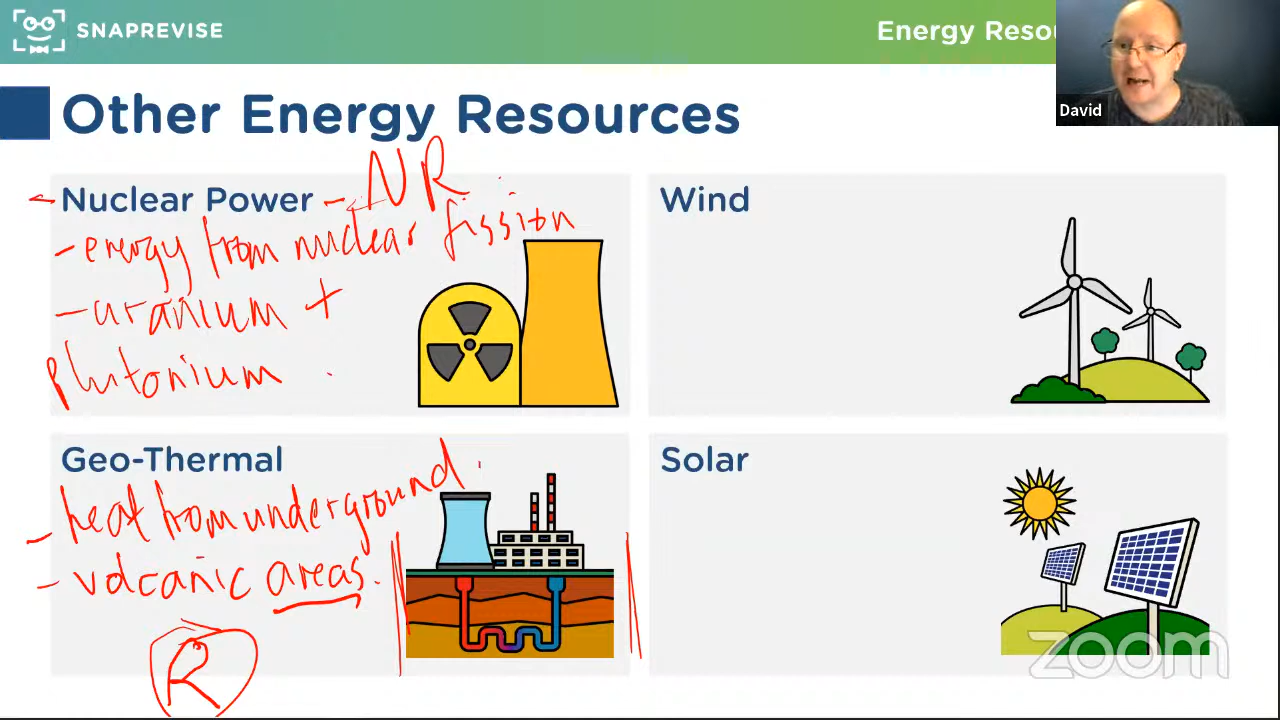 SNAPREVISE
Energy Resou
David
Other Energy Resources
Nuclear Power - NR
- energy from nuclear fission
- uranium +
plutonium
Wind
Geo-Thermal
- heat from underground
- volcanic areas.
R
Solar
zoom